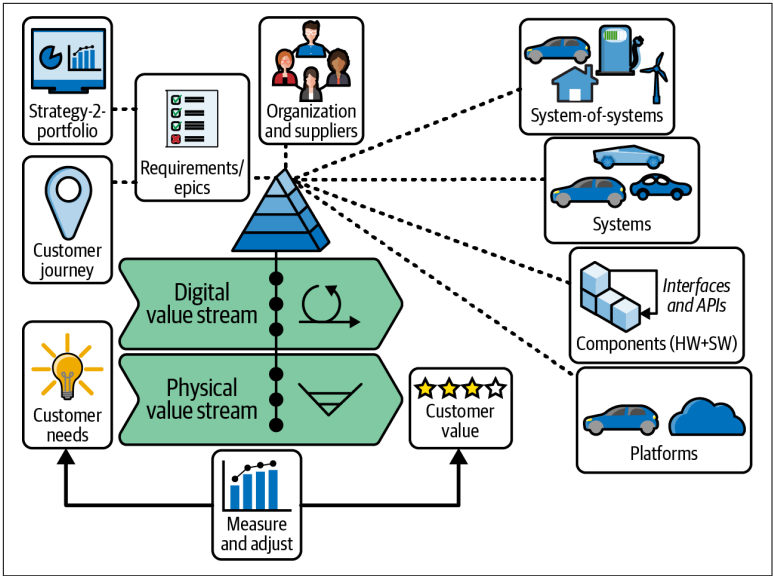 Strategy-2-
portfolio
Requirements/
epics
Organization
and suppliers
System-of-systems
Customer
journey
Systems
Digital
value stream
Interfaces
and APIs
Components (HW+SW)
Customer
needs
Physical
value stream
Customer
value
Platforms
Measure
and adjust